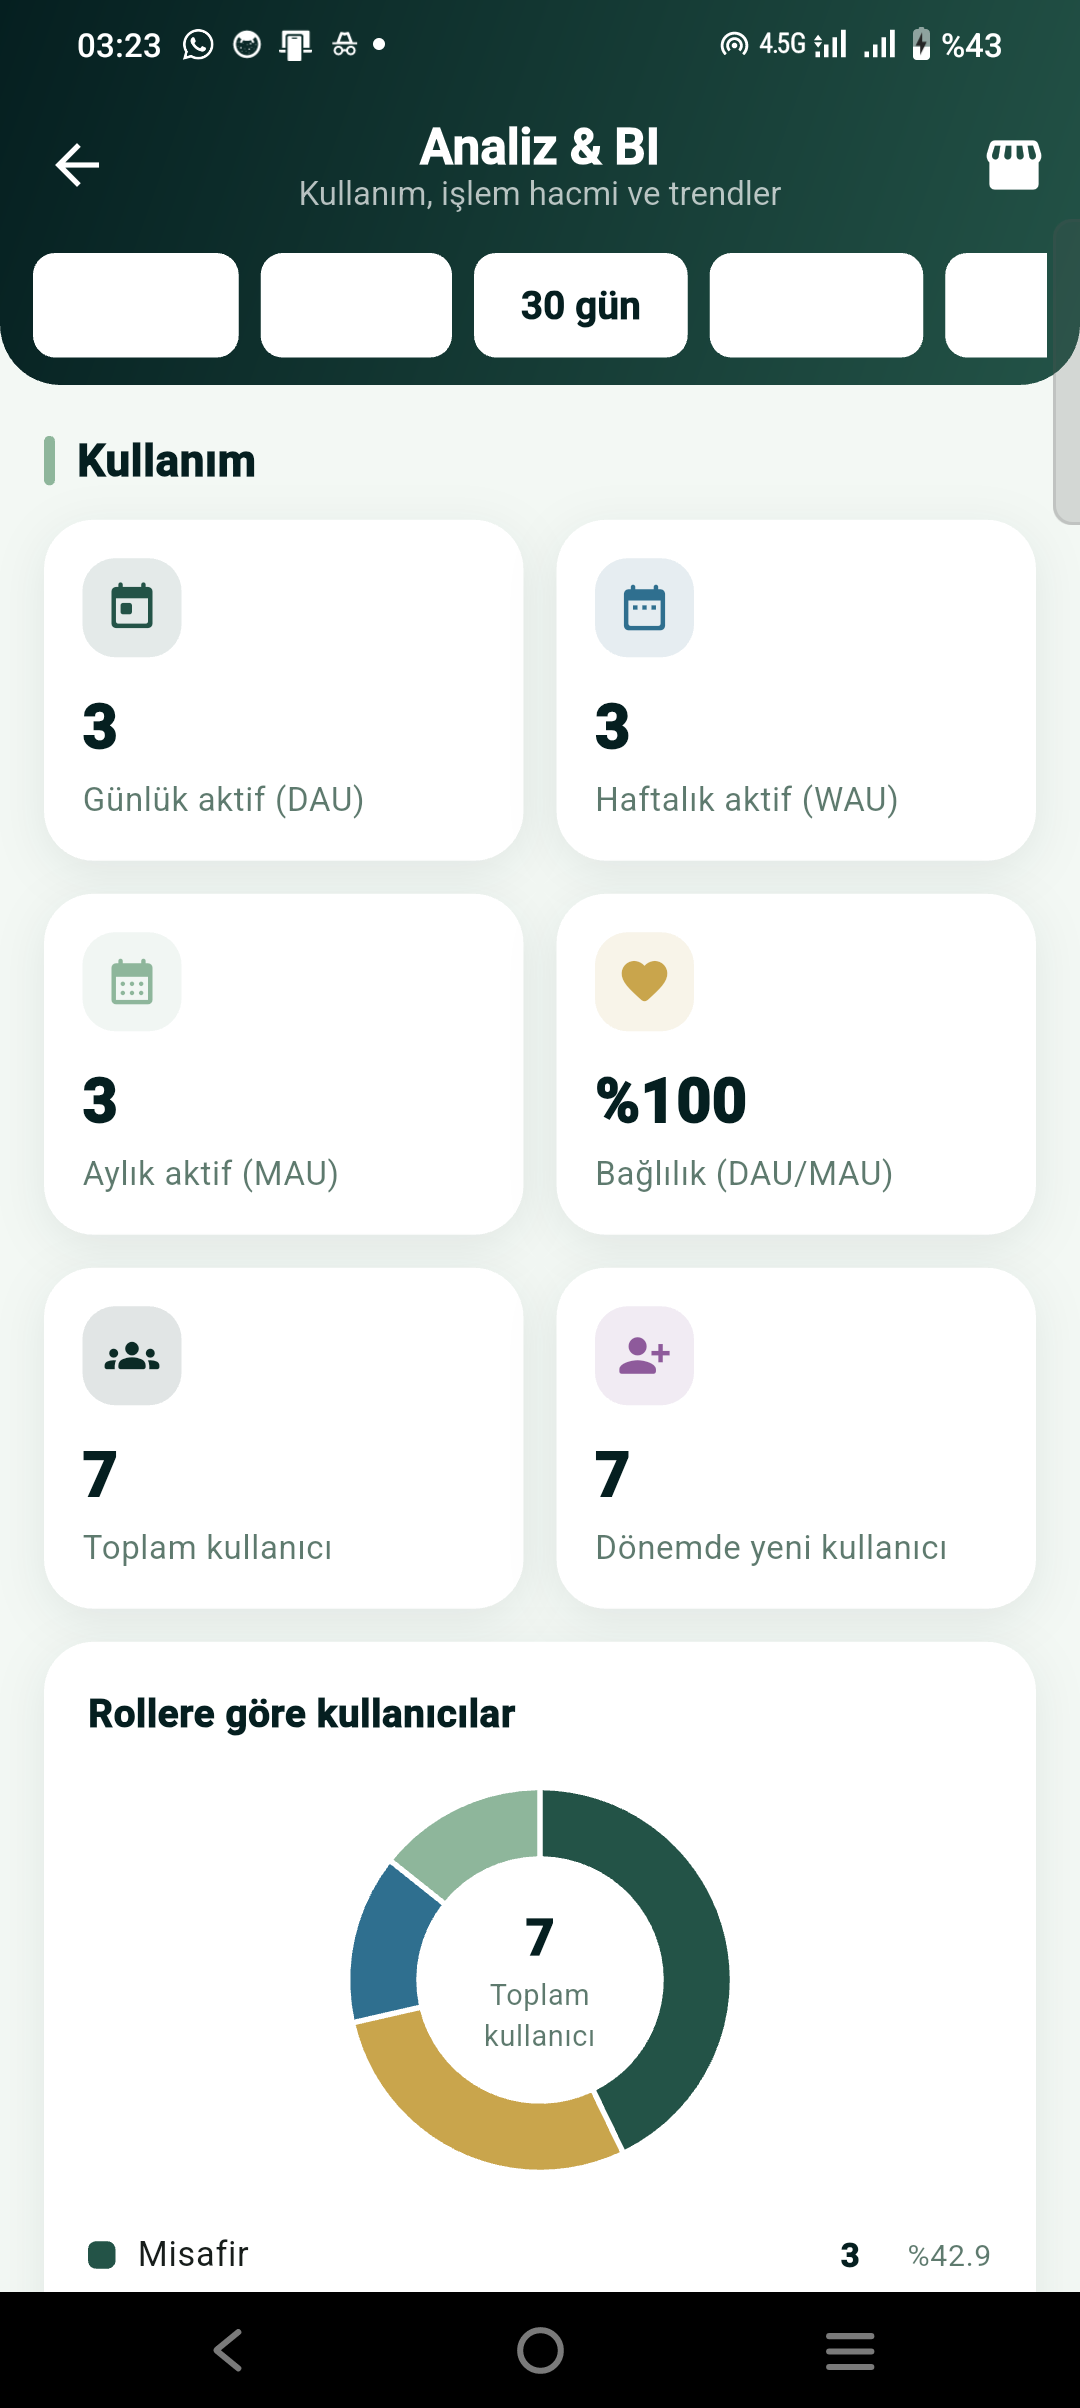 03:23
4.5G
%43
Analiz & BI
Kullanım, işlem hacmi ve trendler
30 gün
Kullanım
3
Günlük aktif (DAU)
3
Haftalık aktif (WAU)
3
Aylık aktif (MAU)
%100
Bağlılık (DAU/MAU)
7
Toplam kullanıcı
7
Dönemde yeni kullanıcı
Rollere göre kullanıcılar
7
Toplam
kullanıcı
Misafir 3 %42.9